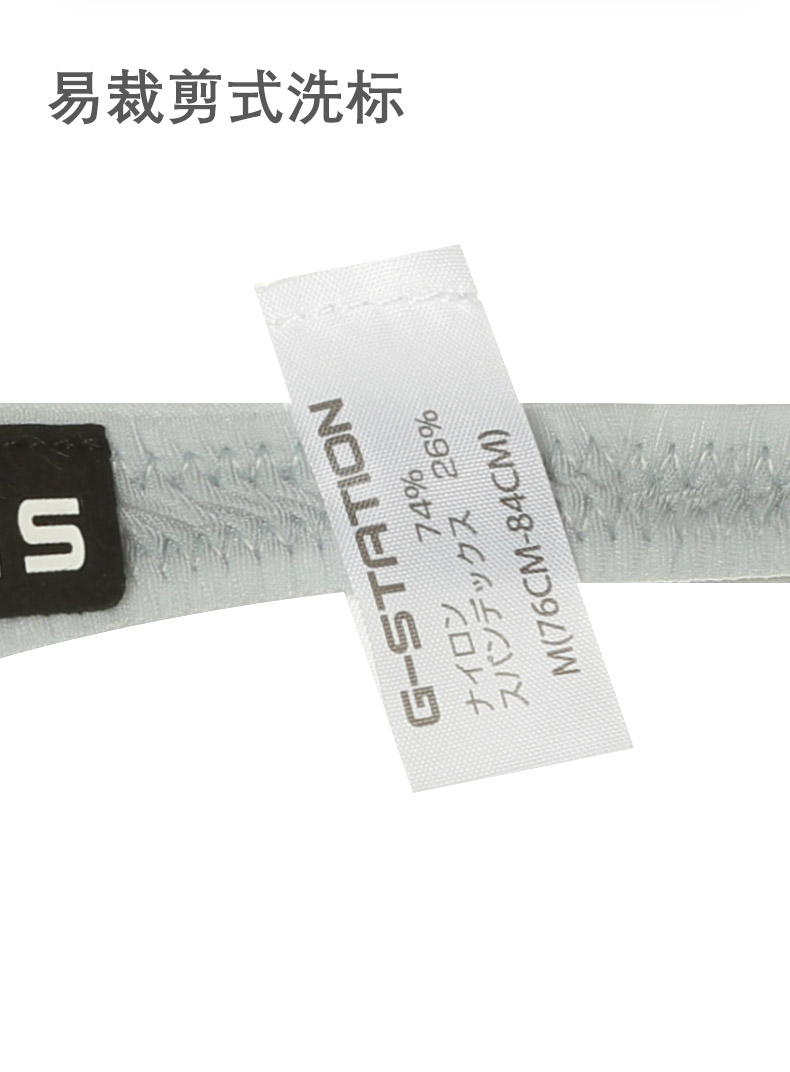 易裁剪式洗标
S
G-STATION
ナイロン 74%
スパンテックス 26%
M(76CM-84CM)